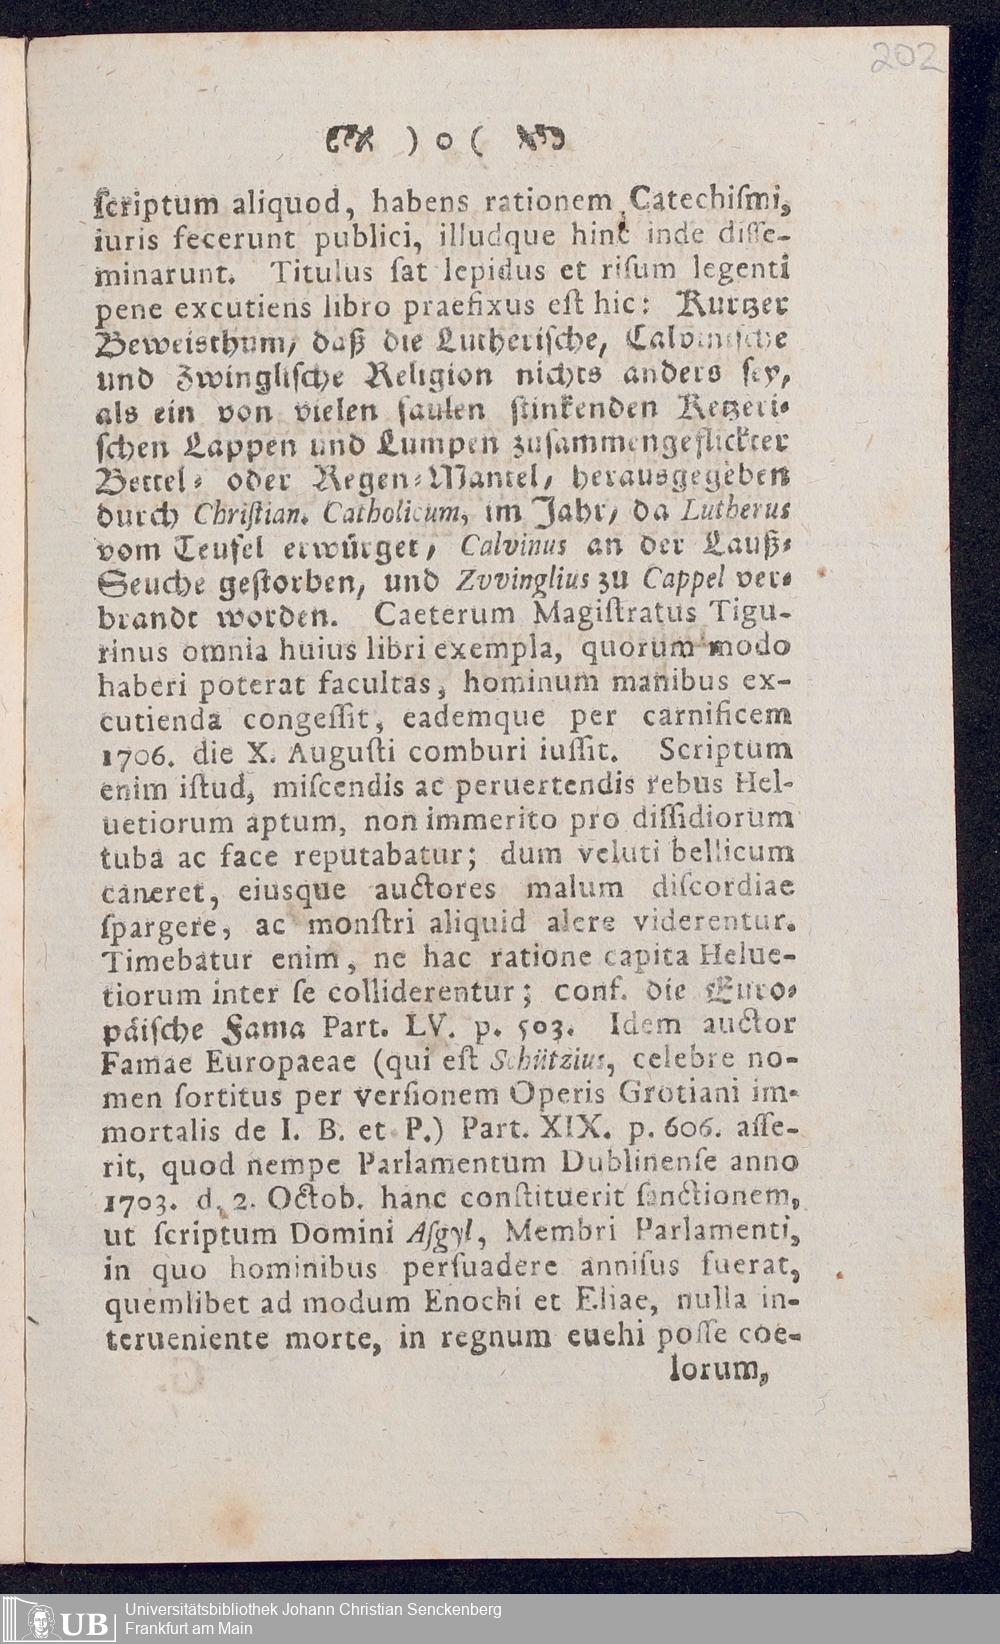 202
) o (
ſcriptum aliquod, habens rationem Catechiſmi,
iuris fecerunt publici, illudque hinc inde diſſe-
minarunt. Titulus ſat lepidus et riſum legenti
pene excutiens libro praefixus eſt hic: Kurtzer
Beweisthum, daß die Lutherische, Calvinische
und Zwinglische Religion nichts anders sey,
als ein von vielen faulen stinkenden Ketzeri-
schen Lappen und Lumpen zusammengeflickter
Bettel- oder Regen-Mantel, herausgegeben
durch Chriſtian. Catholicum, im Jahr, da Lutherus
vom Teufel erwürget, Calvinus an der Lauß-
Seuche gestorben, und Zvvinglius zu Cappel ver-
brandt worden. Caeterum Magiſtratus Tigu-
rinus omnia huius libri exempla, quorum modo
haberi poterat facultas, hominum manibus ex-
cutienda congeſſit, eademque per carnificem
1706. die X. Auguſti comburi iuſſit. Scriptum
enim iſtud, miſcendis ac peruertendis rebus Hel-
uetiorum aptum, non immerito pro diſſidiorum
tuba ac face reputabatur; dum veluti bellicum
caneret, eiusque auctores malum diſcordiae
ſpargere, ac monſtri aliquid alere viderentur.
Timebatur enim, ne hac ratione capita Helue-
tiorum inter ſe colliderentur; conf. die Euro-
päische Fama Part. LV. p. 503. Idem auctor
Famae Europaeae (qui eſt Schützius, celebre no-
men ſortitus per verſionem Operis Grotiani im-
mortalis de I. B. et P.) Part. XIX. p. 606. aſſe-
rit, quod nempe Parlamentum Dublinenſe anno
1703. d. 2. Octob. hanc conſtituerit ſanctionem,
ut ſcriptum Domini Aſgyl, Membri Parlamenti,
in quo hominibus perſuadere anniſus fuerat,
quemlibet ad modum Enochi et Eliae, nulla in-
terueniente morte, in regnum euehi poſſe coe-
lorum,
UB Universitätsbibliothek Johann Christian Senckenberg
Frankfurt am Main